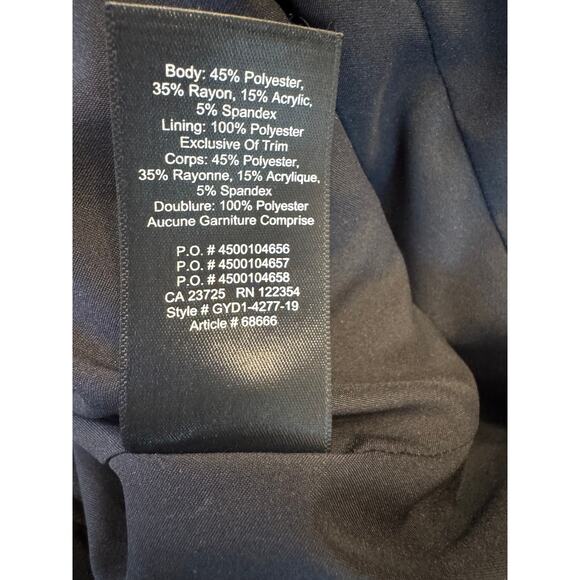 Body: 45% Polyester,
35% Rayon, 15% Acrylic,
5% Spandex
Lining: 100% Polyester
Exclusive Of Trim
Corps: 45% Polyester,
35% Rayonne, 15% Acrylique,
5% Spandex
Doublure: 100% Polyester
Aucune Garniture Comprise
P.O. # 4500104656
P.O. # 4500104657
P.O. # 4500104658
CA 23725 RN 122354
Style # GYD1-4277-19
Article # 68666